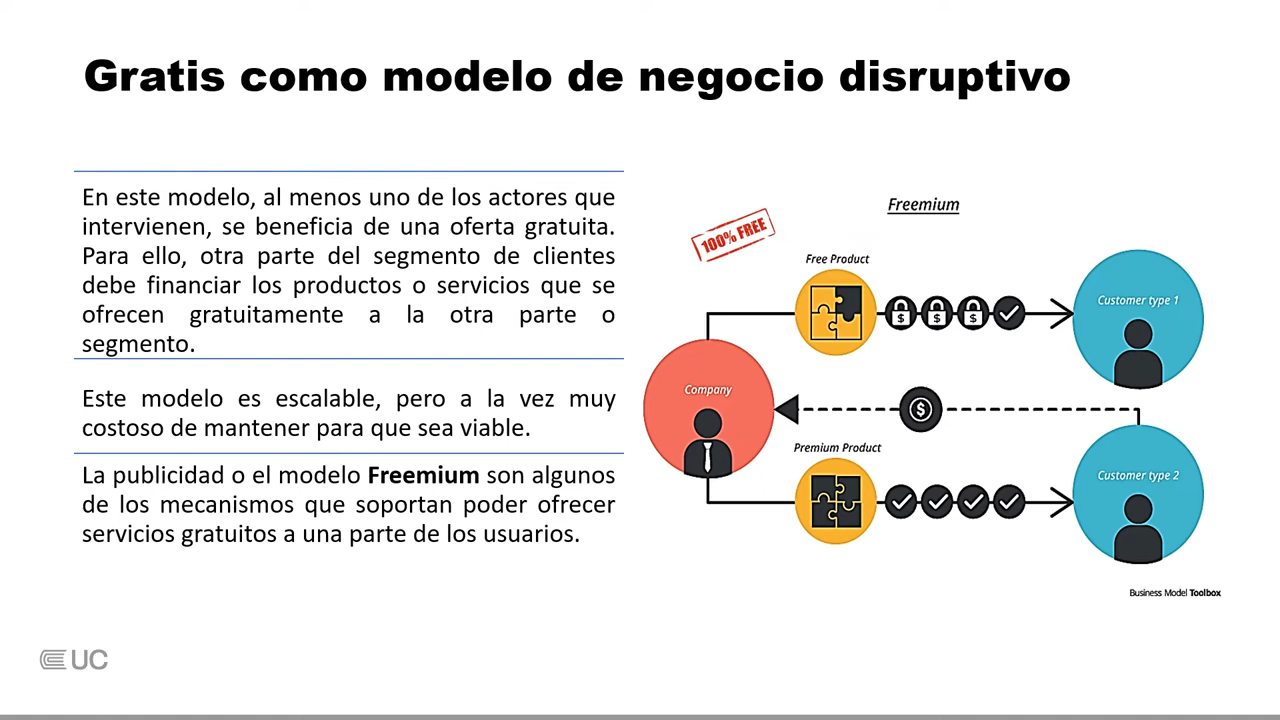 Gratis como modelo de negocio disruptivo
En este modelo, al menos uno de los actores que
intervienen, se beneficia de una oferta gratuita.
Para ello, otra parte del segmento de clientes
debe financiar los productos o servicios que se
ofrecen gratuitamente a la otra parte o
segmento.
Este modelo es escalable, pero a la vez muy
costoso de mantener para que sea viable.
La publicidad o el modelo Freemium son algunos
de los mecanismos que soportan poder ofrecer
servicios gratuitos a una parte de los usuarios.
Freemium
100% FREE
Free Product
$ $ $
Customer type 1
Company
$
Premium Product
Customer type 2
Business Model Toolbox
UC